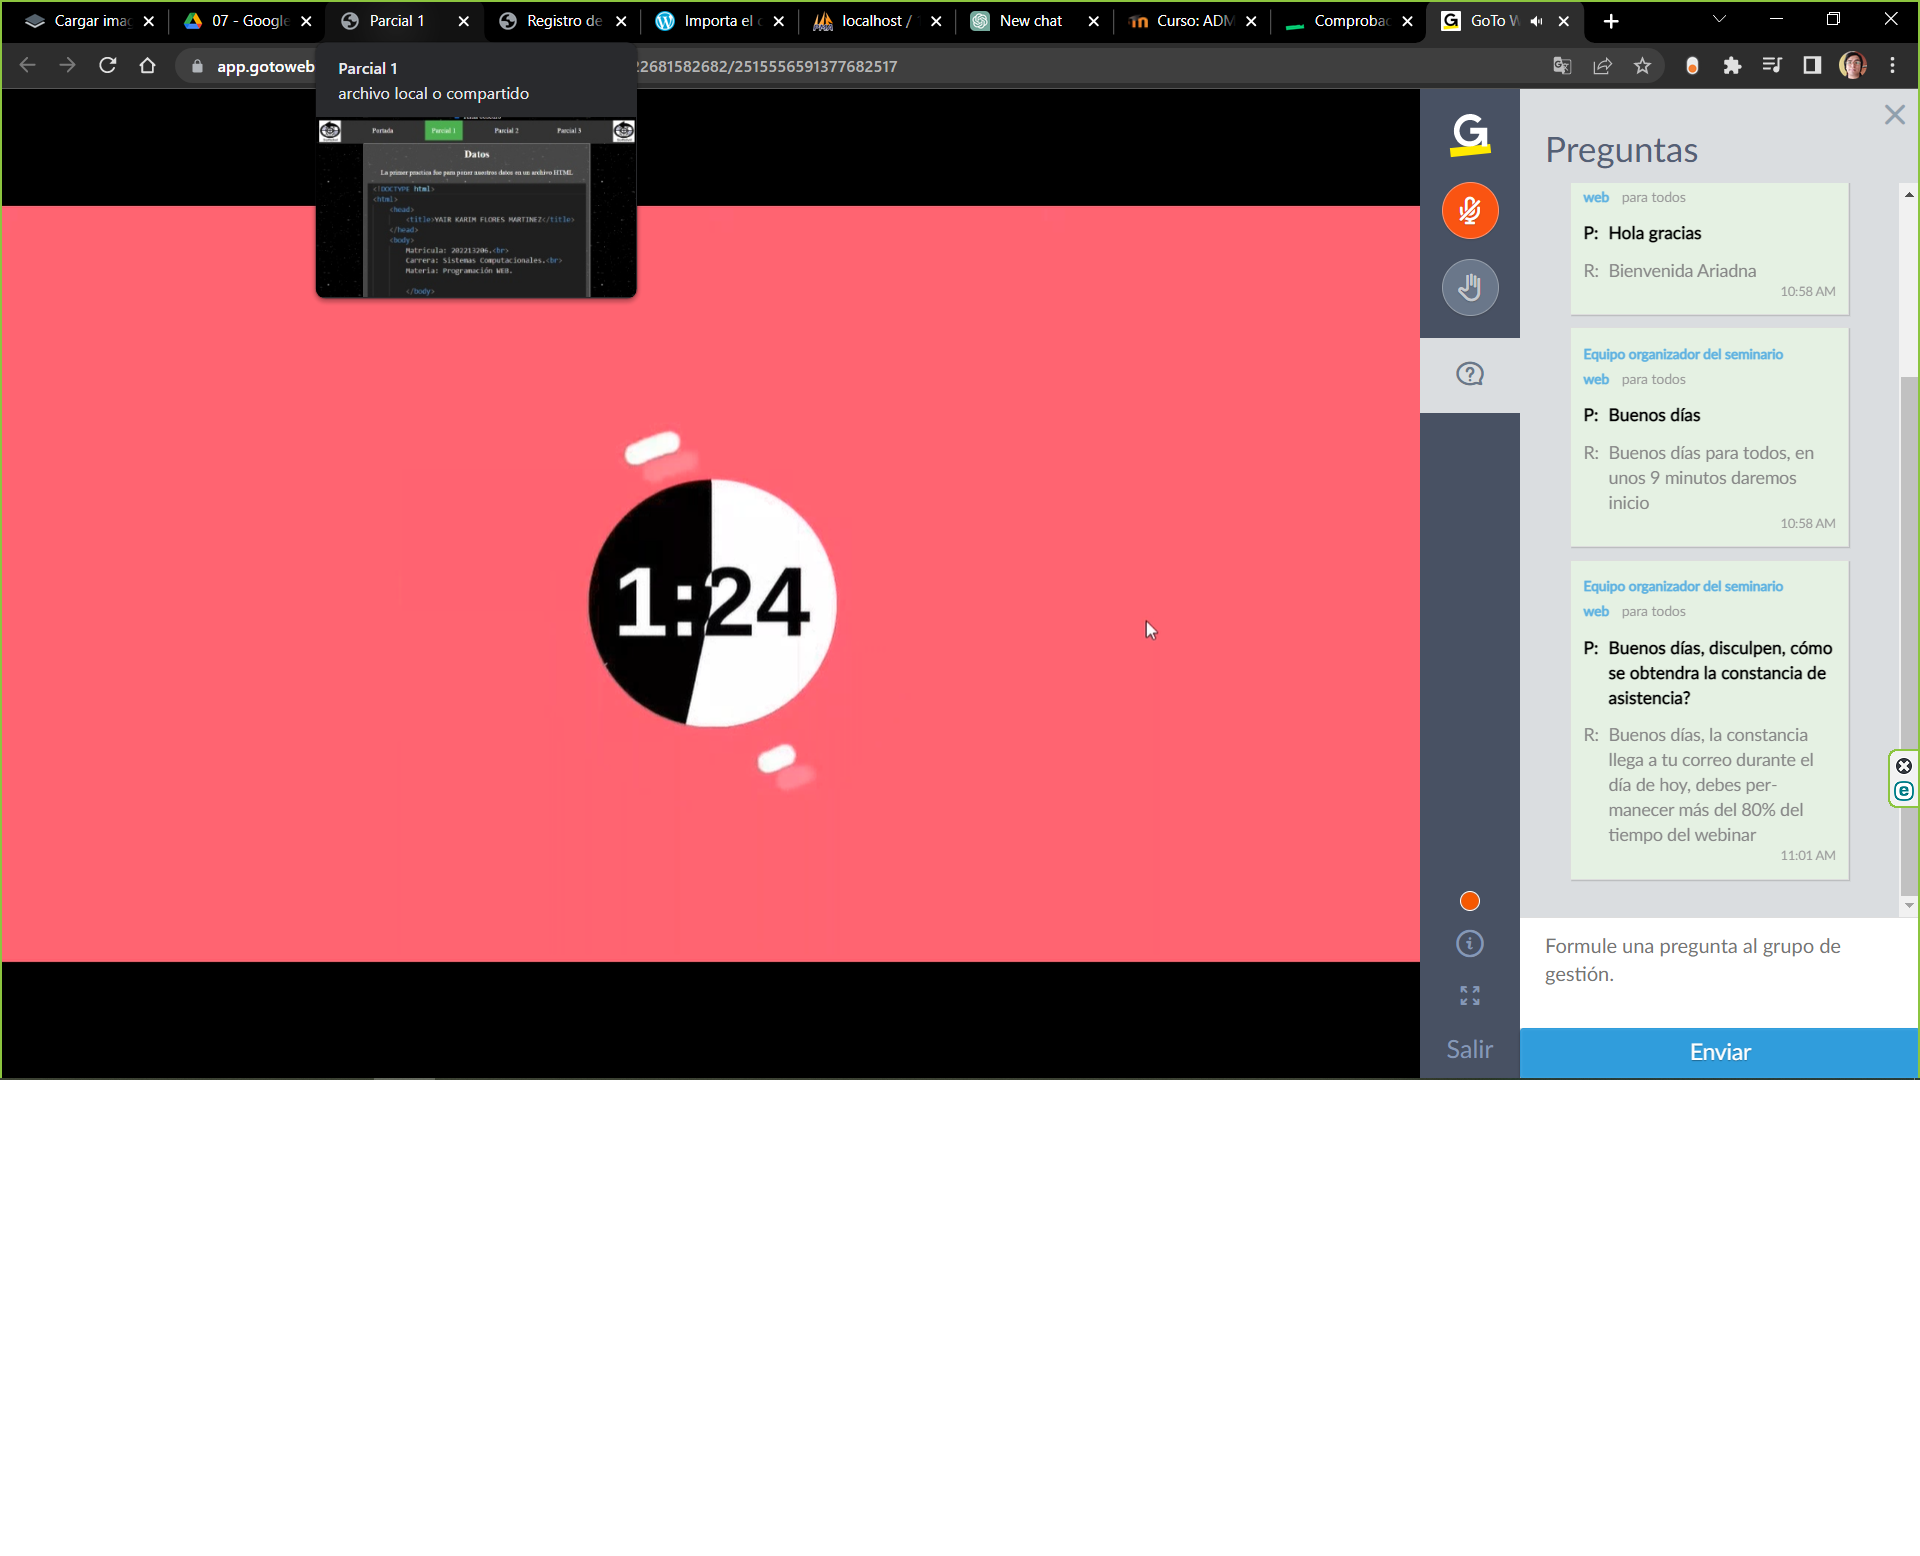 Cargar imag
07 - Google
Parcial 1
Registro de
Importa el
localhost /
New chat
Curso: ADM
Comprobac
GoTo W
app.gotoweb
22681582682/2515556591377682517
Parcial 1
archivo local o compartido
Portada Parcial 1 Parcial 2 Parcial 3
Datos
La primer practica fue para poner nuestros datos en un archivo HTML
<!DOCTYPE html>
<html>
<head>
<title>YAIR KARIM FLORES MARTINEZ</title>
</head>
<body>
Matricula: 202213206.<br>
Carrera: Sistemas Computacionales.<br>
Materia: Programación WEB.
</body>
1:24
G
Salir
Preguntas
web para todos
P: Hola gracias
R: Bienvenida Ariadna
10:58 AM
Equipo organizador del seminario
web para todos
P: Buenos días
R: Buenos días para todos, en
unos 9 minutos daremos
inicio
10:58 AM
Equipo organizador del seminario
web para todos
P: Buenos días, disculpen, cómo
se obtendra la constancia de
asistencia?
R: Buenos días, la constancia
llega a tu correo durante el
día de hoy, debes per-
manecer más del 80% del
tiempo del webinar
11:01 AM
Formule una pregunta al grupo de
gestión.
Enviar